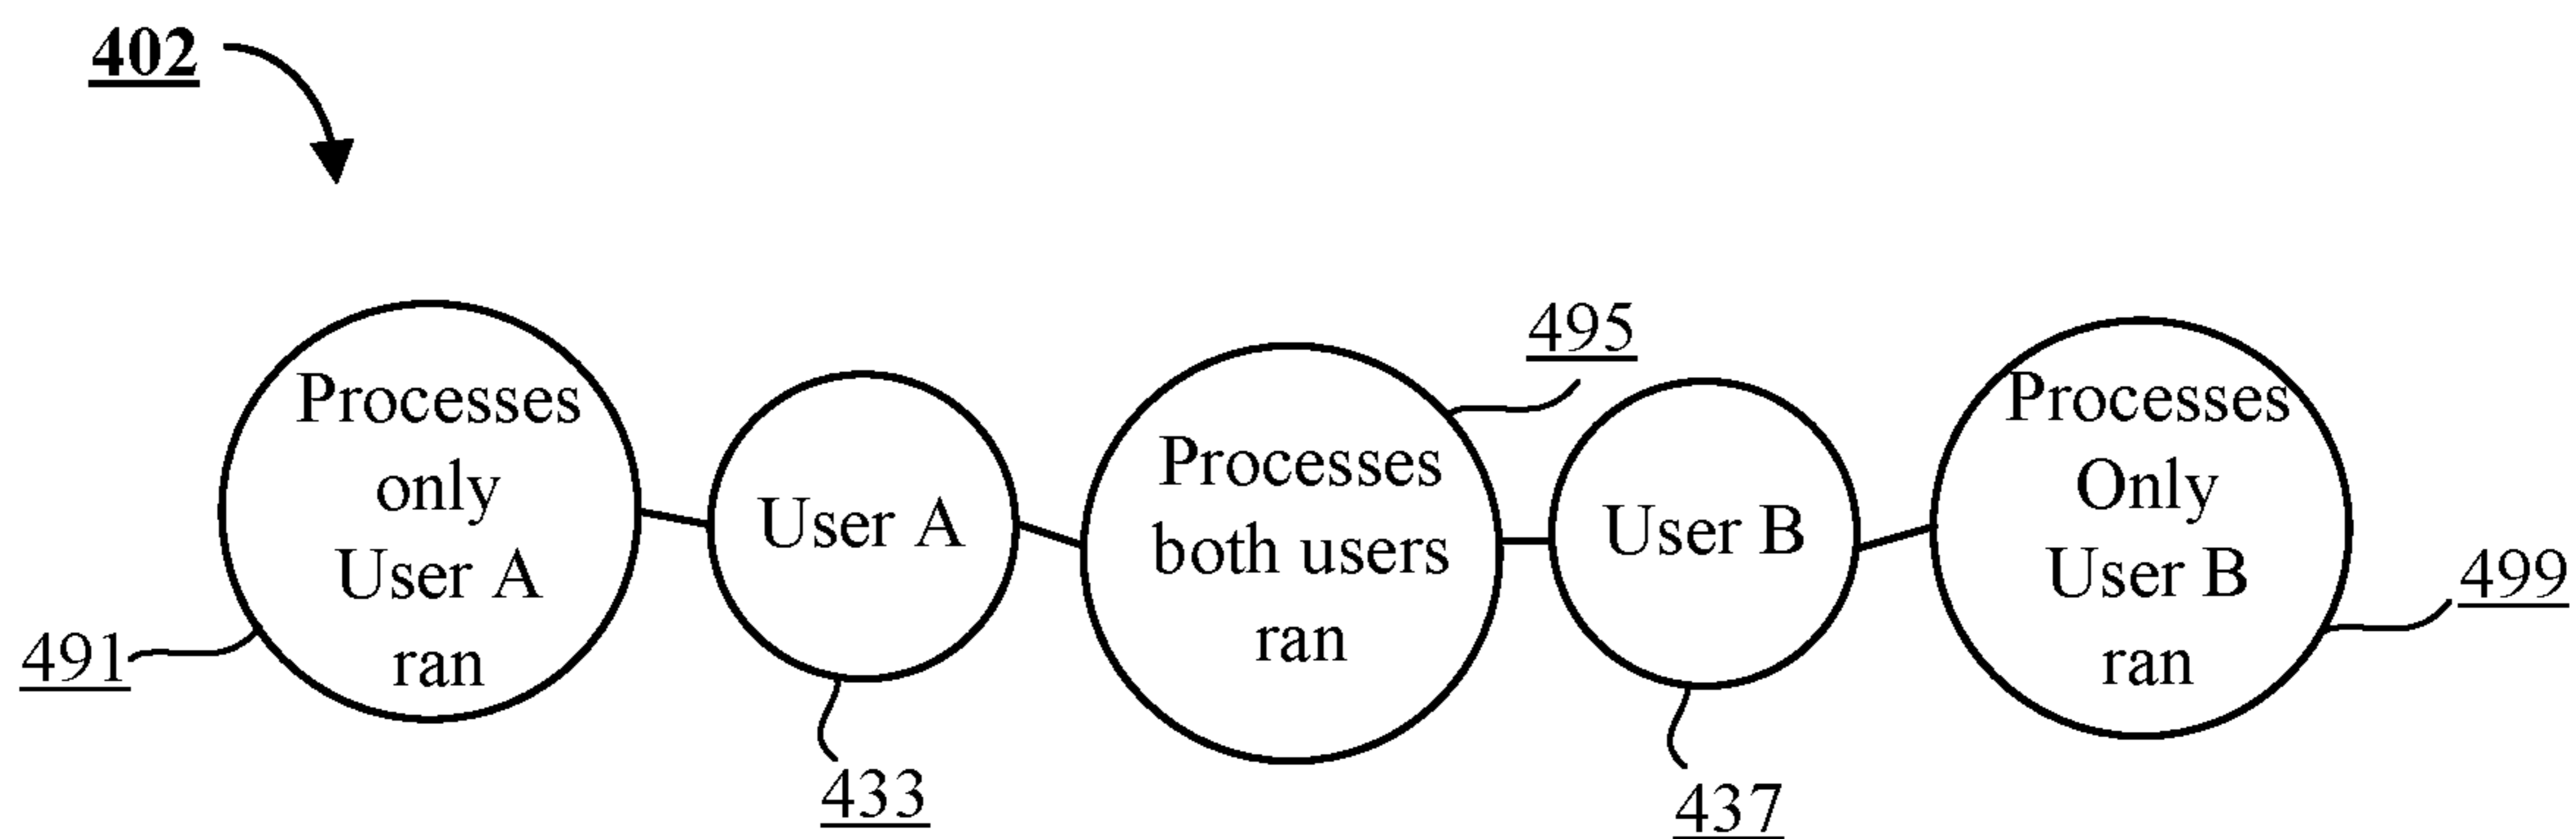 402
495
Processes
only
User A
ran
User A
Processes
both users
ran
User B
Processes
Only
User B
ran
499
491
433
437